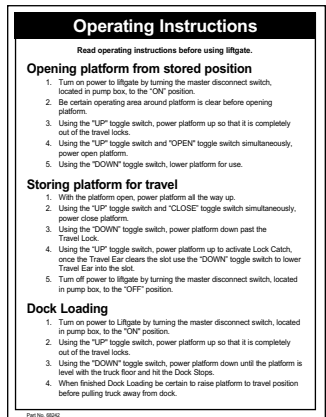 Operating Instructions
Read operating instructions before using liftgate.
Opening platform from stored position
1. Turn on power to liftgate by turning the master disconnect switch,
located in pump box, to the “ON” position.
2. Be certain operating area around platform is clear before opening
platform.
3. Using the "UP" toggle switch, power platform up so that it is completely
out of the travel locks.
4. Using the "UP" toggle switch and "OPEN" toggle switch simultaneously,
power open platform.
5. Using the "DOWN" toggle switch, lower platform for use.
Storing platform for travel
1. With the platform open, power platform all the way up.
2. Using the “UP” toggle switch and “CLOSE” toggle switch simultaneously,
power close platform.
3. Using the “DOWN” toggle switch, power platform down past the
Travel Lock.
4. Using the “UP” toggle switch, power platform up to activate Lock Catch,
once the Travel Ear clears the slot use the “DOWN” toggle switch to lower
Travel Ear into the slot.
5. Turn off power to liftgate by turning the master disconnect switch, located
in pump box, to the “OFF” position.
Dock Loading
1. Turn on power to Liftgate by turning the master disconnect switch, located
in pump box, to the "ON" position.
2. Using the "UP" toggle switch, power platform up so that it is completely
out of the travel locks.
3. Using the "DOWN" toggle switch, power platform down until the platform is
level with the truck floor and hit the Dock Stops.
4. When finished Dock Loading be certain to raise platform to travel position
before pulling truck away from dock.
Part No. 68242